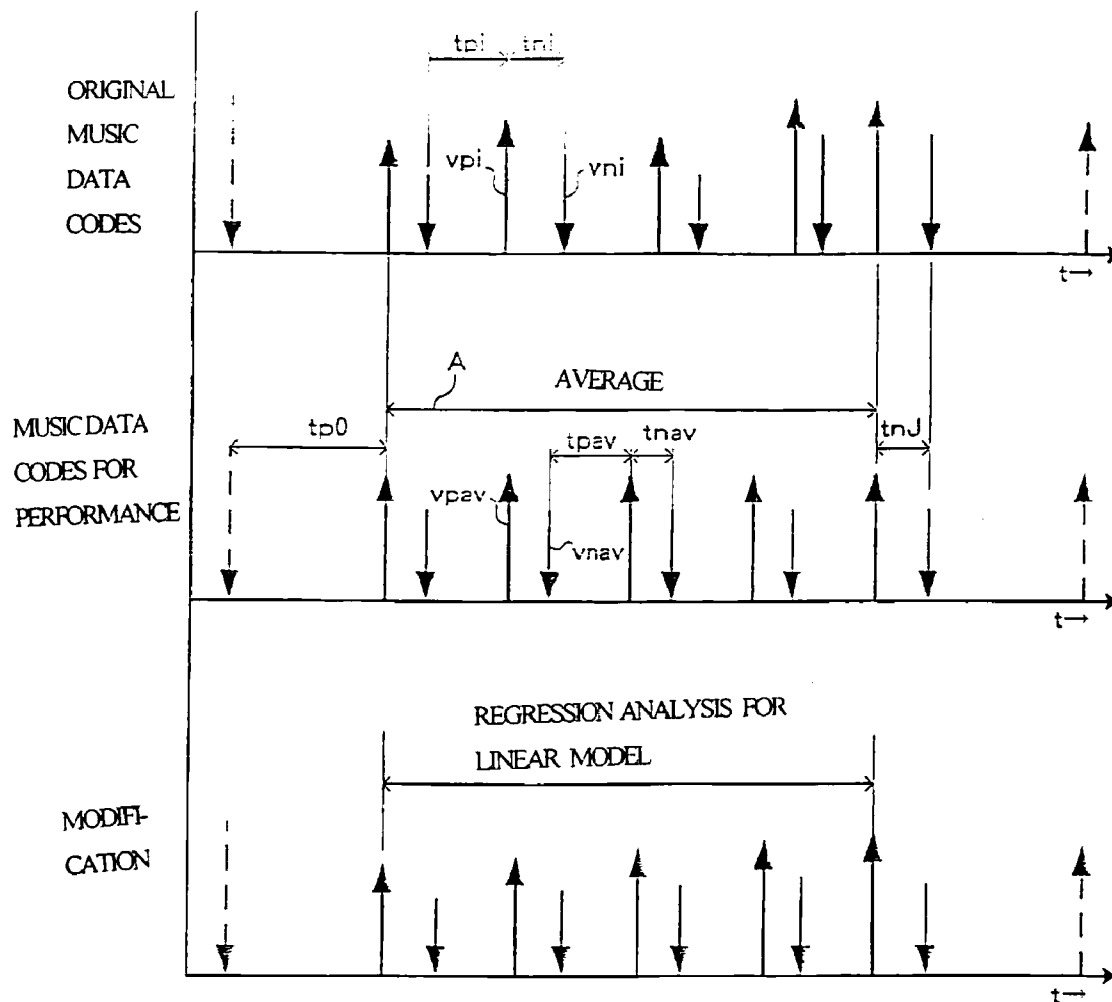 tpi tni
ORIGINAL
MUSIC
DATA
CODES
vpi
vni
t→
A
AVERAGE
MUSIC DATA
CODES FOR
PERFORMANCE
tp0
tpav
tnav
tnJ
vpav
vnav
t→
REGRESSION ANALYSIS FOR
LINEAR MODEL
MODIFI-
CATION
t→